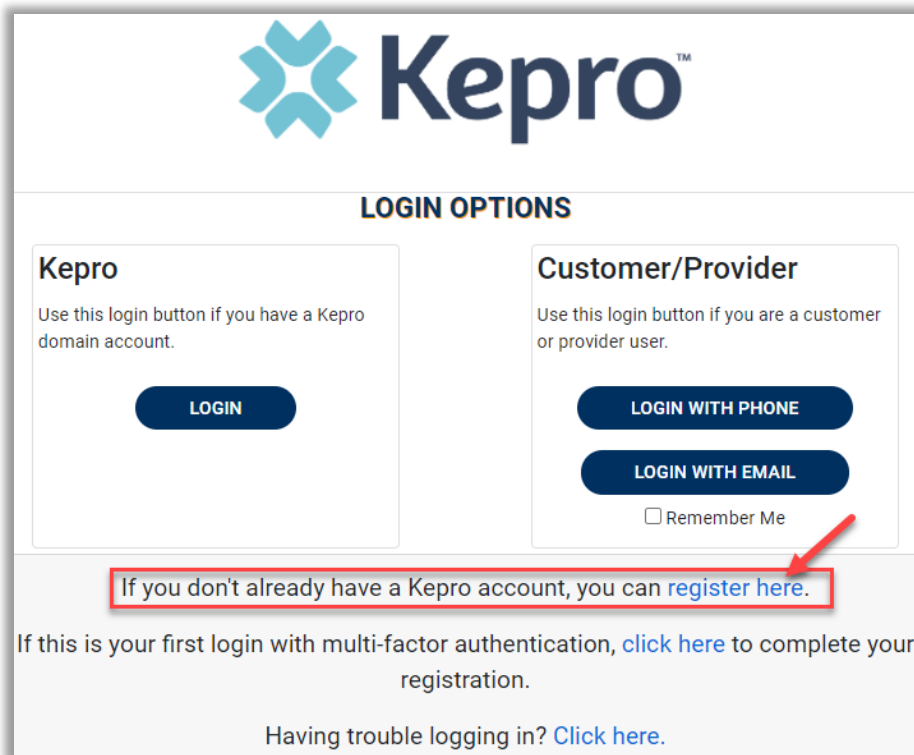 Kepro™
LOGIN OPTIONS
Kepro
Use this login button if you have a Kepro
domain account.
LOGIN
Customer/Provider
Use this login button if you are a customer
or provider user.
LOGIN WITH PHONE
LOGIN WITH EMAIL
Remember Me
If you don't already have a Kepro account, you can register here.
If this is your first login with multi-factor authentication, click here to complete your
registration.
Having trouble logging in? Click here.